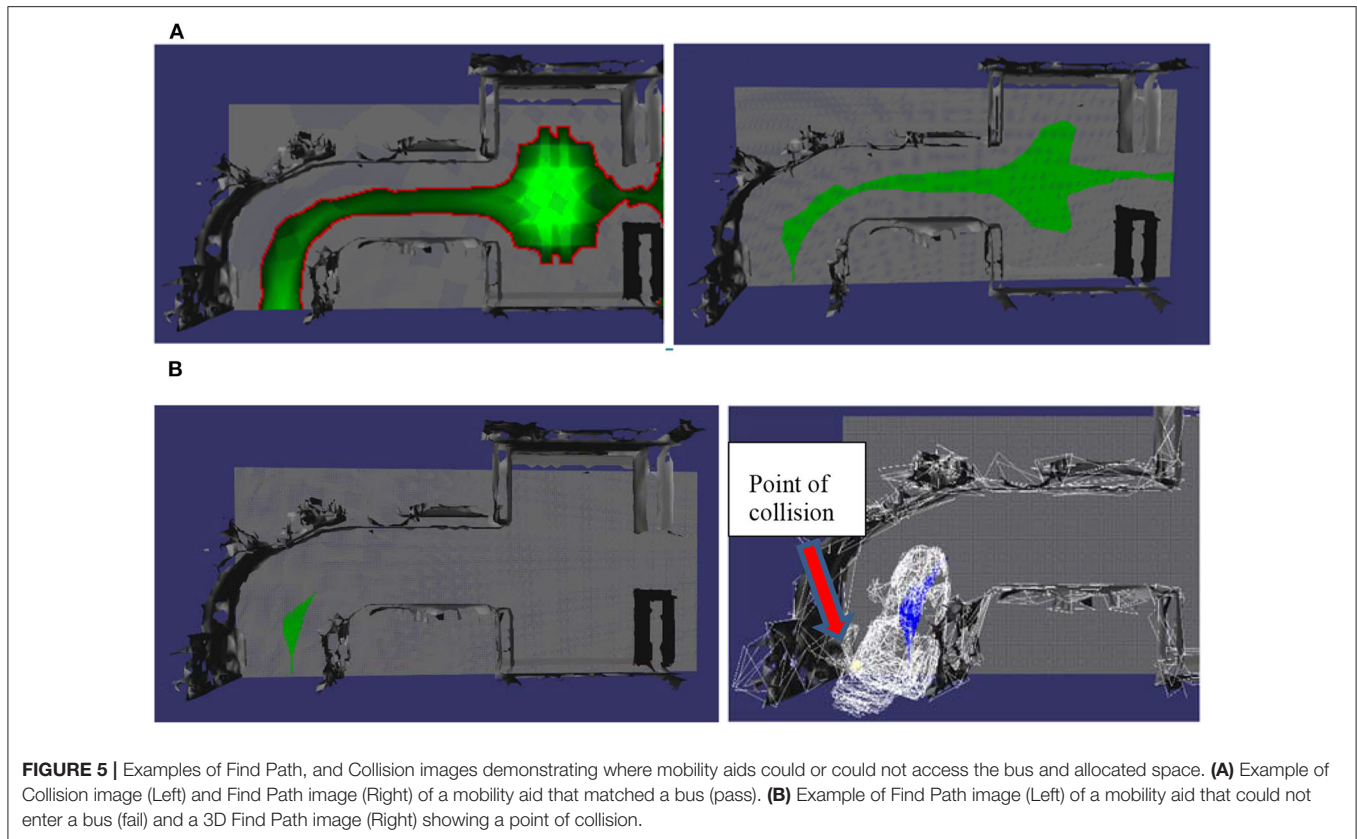 A
B
Point of
collision
FIGURE 5 | Examples of Find Path, and Collision images demonstrating where mobility aids could or could not access the bus and allocated space. (A) Example of
Collision image (Left) and Find Path image (Right) of a mobility aid that matched a bus (pass). (B) Example of Find Path image (Left) of a mobility aid that could not
enter a bus (fail) and a 3D Find Path image (Right) showing a point of collision.